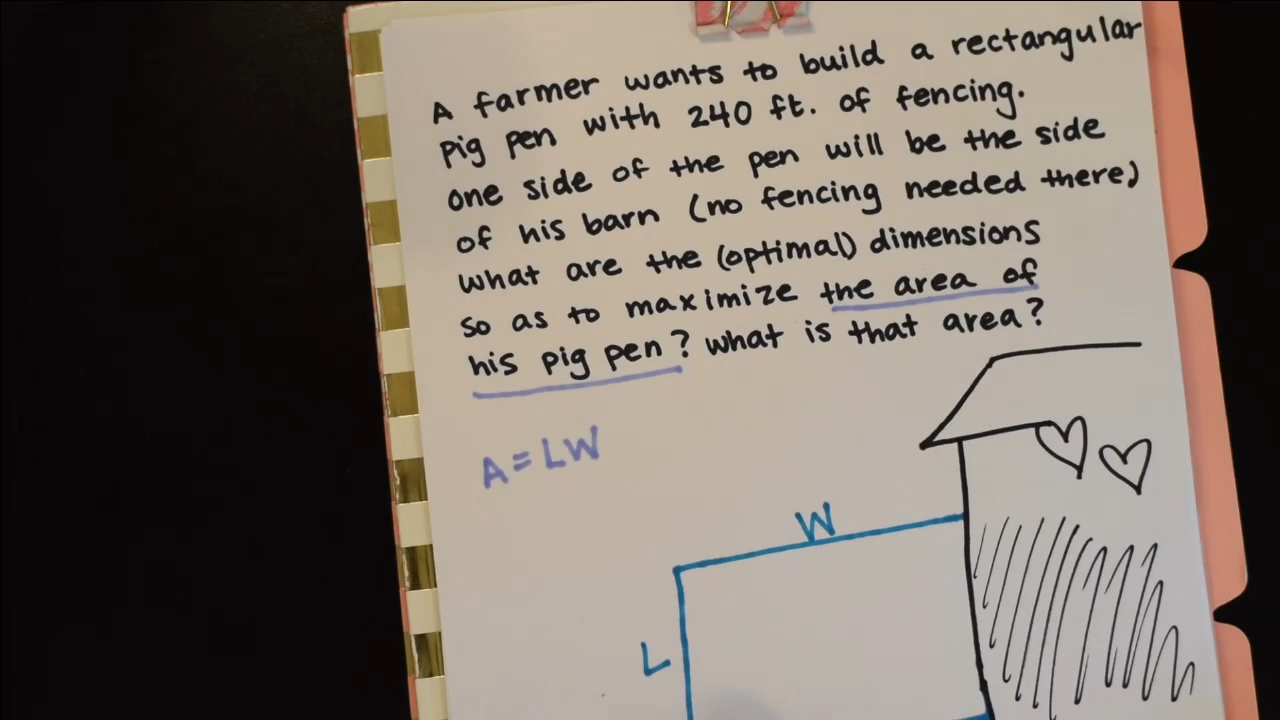 A farmer wants to build a rectangular
pig pen with 240 ft. of fencing.
one side of the pen will be the side
of his barn (no fencing needed there)
what are the (optimal) dimensions
so as to maximize the area of
his pig pen? what is that area?
A = LW
W
L